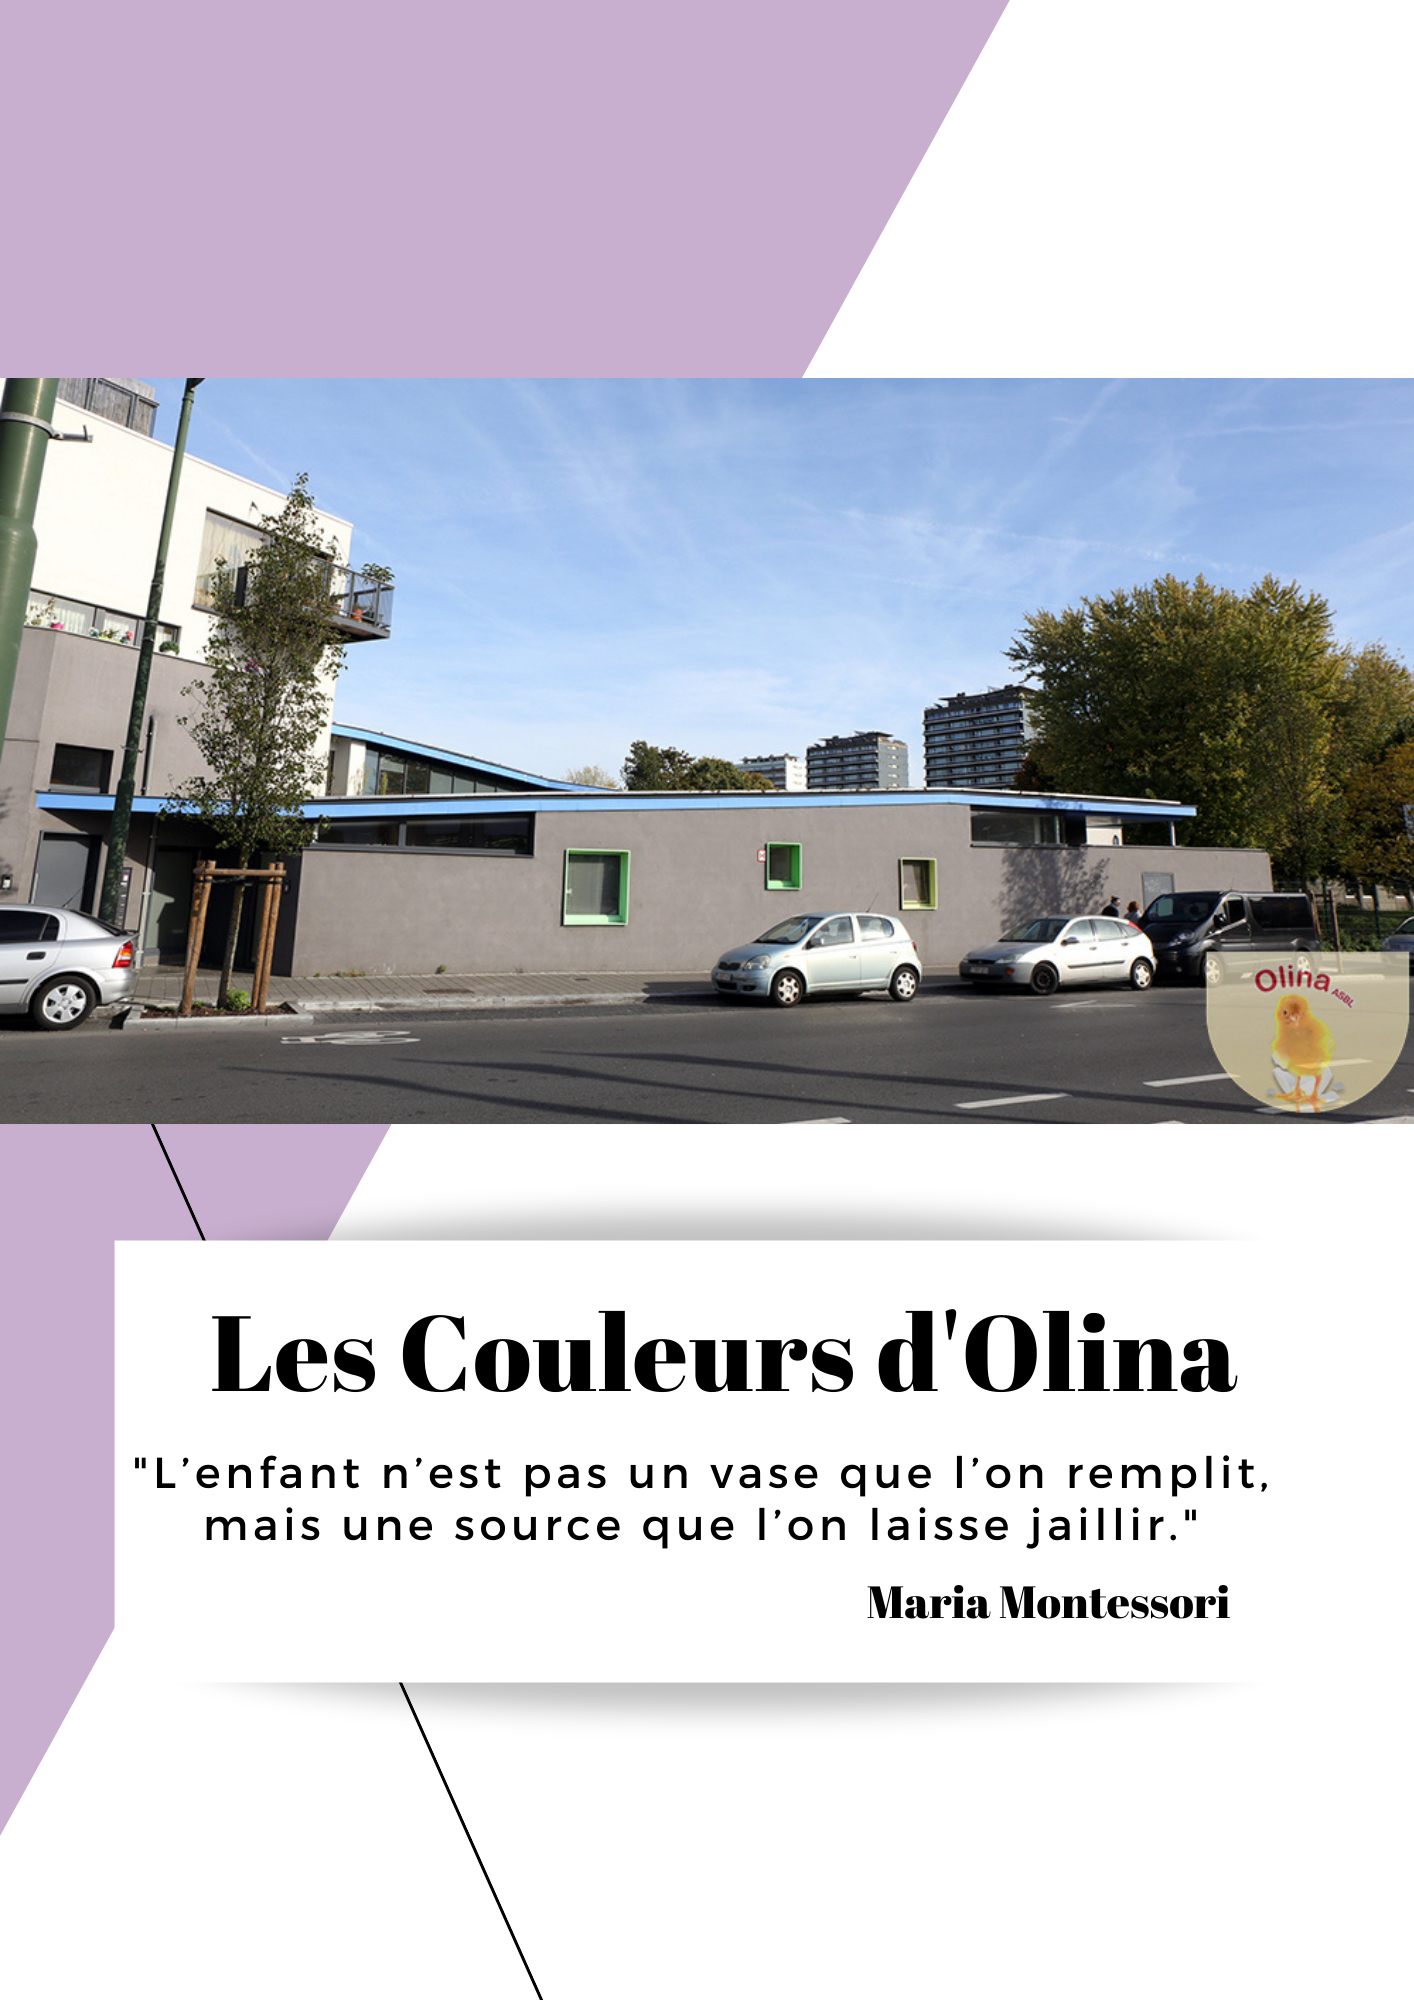 Olina
ASBL
Les Couleurs d'Olina
"L’enfant n’est pas un vase que l’on remplit,
mais une source que l’on laisse jaillir."
Maria Montessori